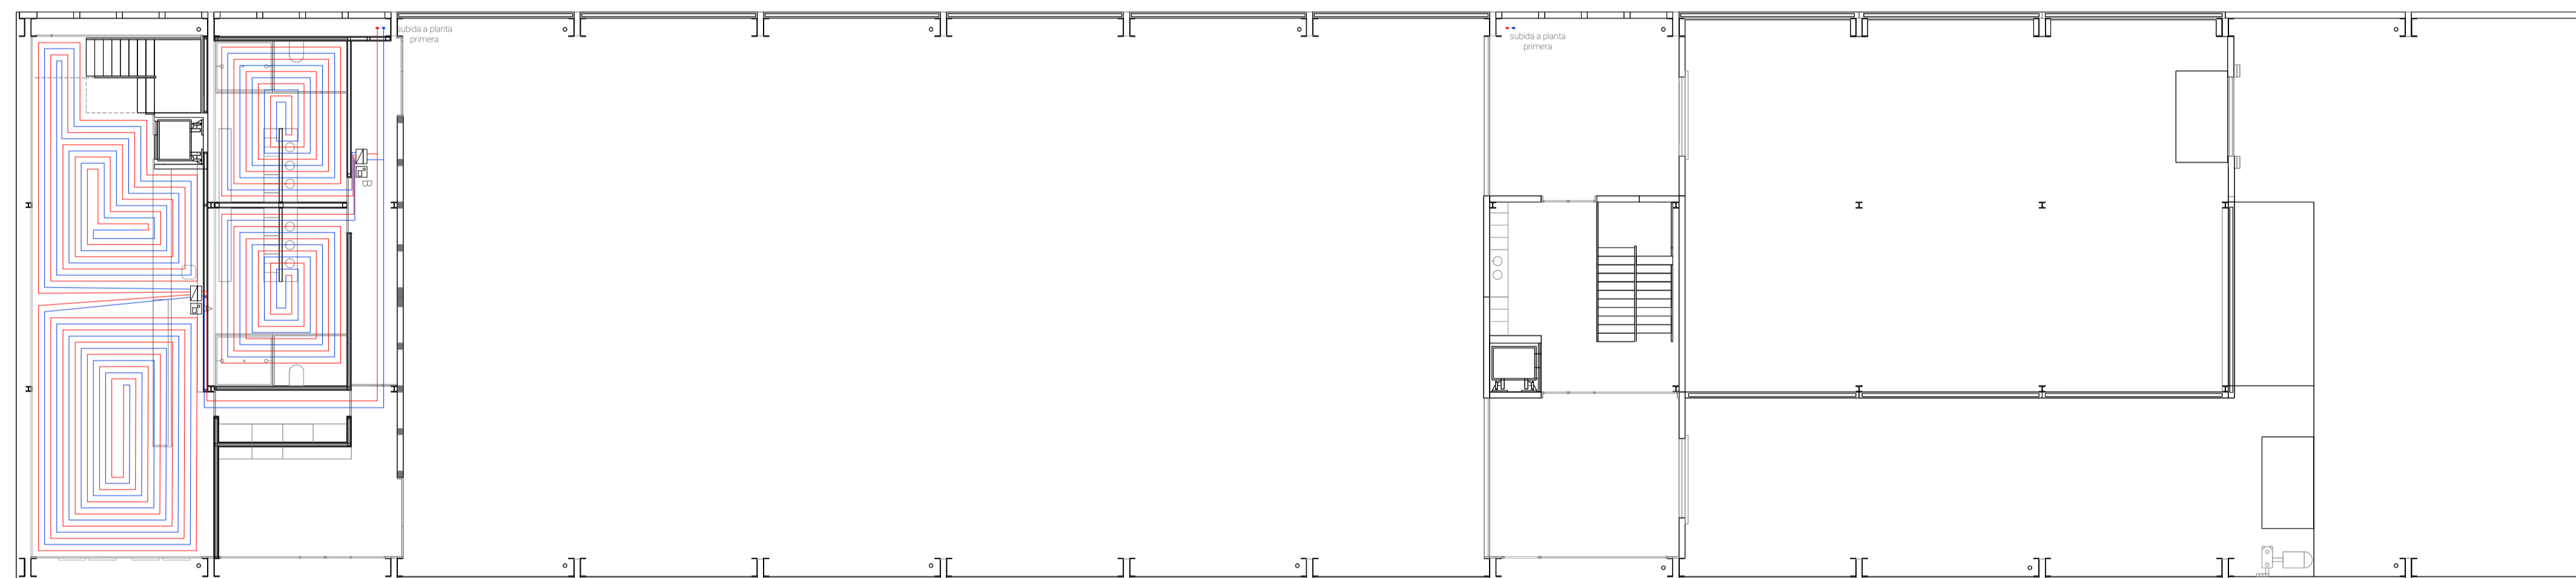 subida a planta
primera
subida a planta
primera
B
A